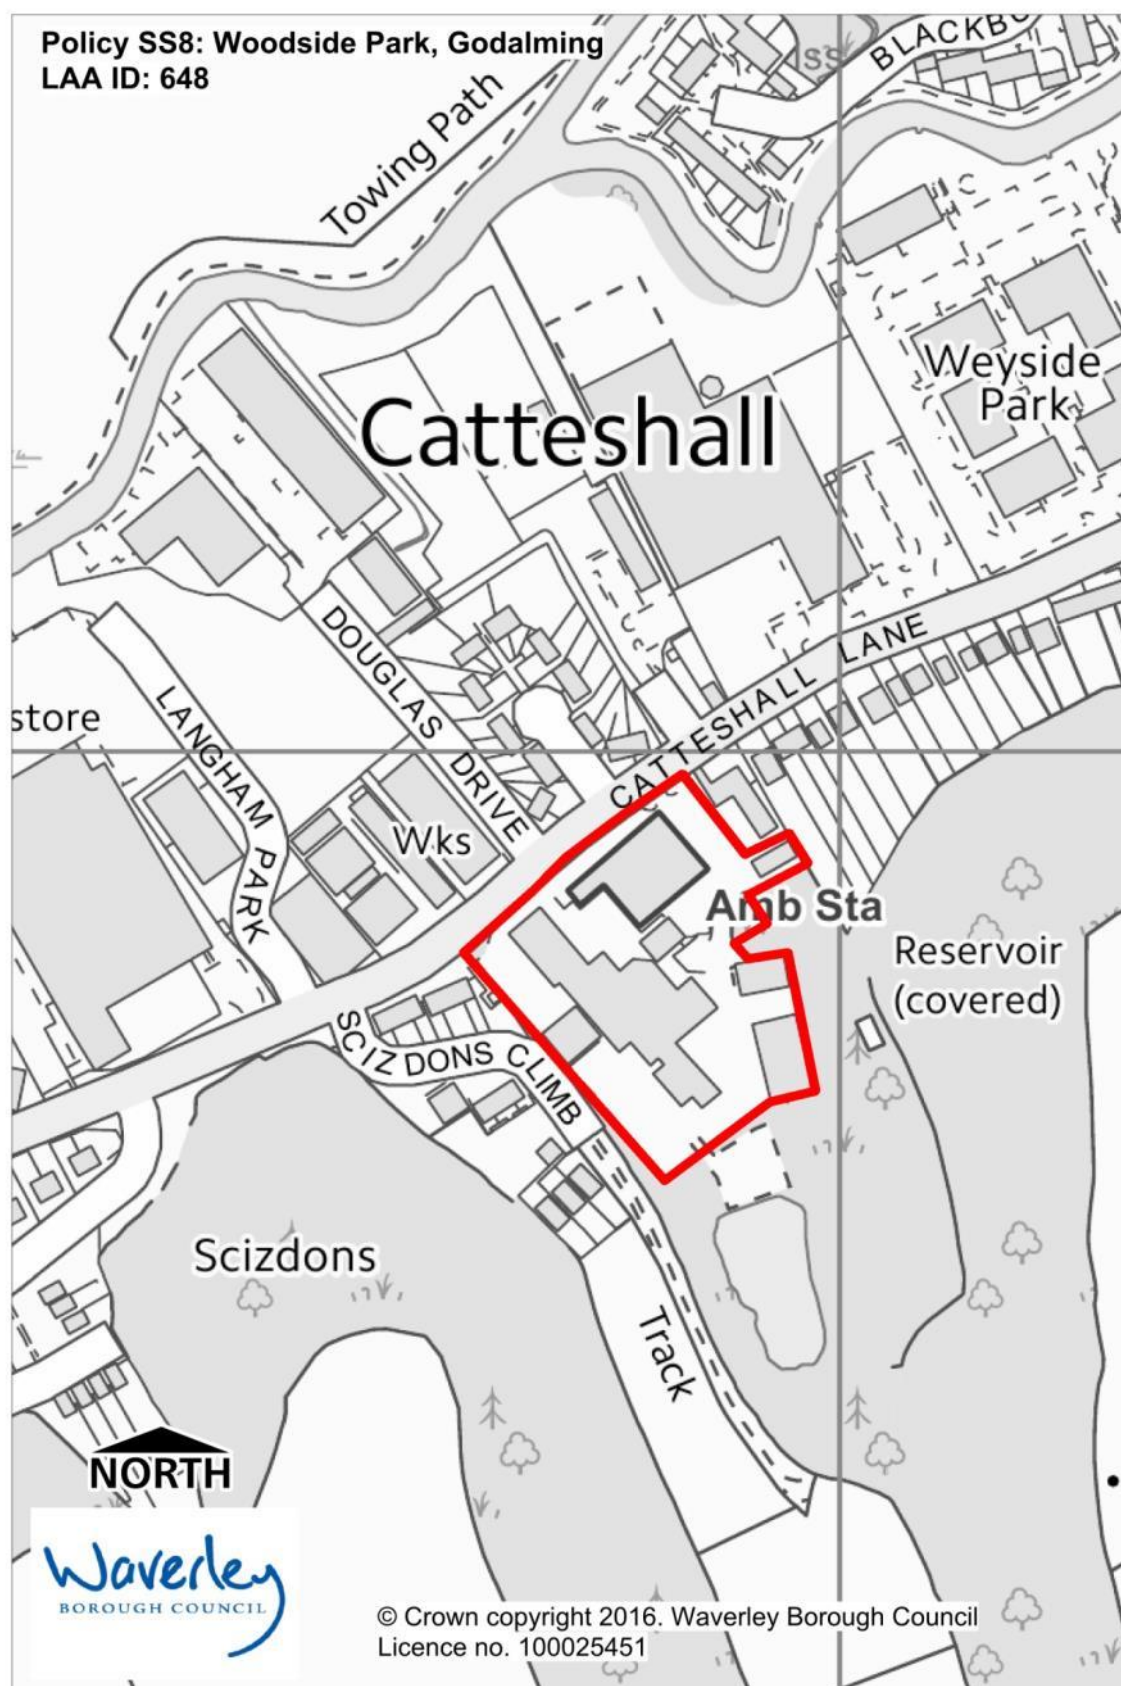 Policy SS8: Woodside Park, Godalming
LAA ID: 648
Towing Path
Catteshall
Weyside
Park
DOUGLAS DRIVE
LANGHAM PARK
store
CATTESHALL LANE
Wks
Amb Sta
Reservoir
(covered)
SCIZDONS CLIMB
Scizdons
Track
NORTH
Waverley
BOROUGH COUNCIL
© Crown copyright 2016. Waverley Borough Council
Licence no. 100025451